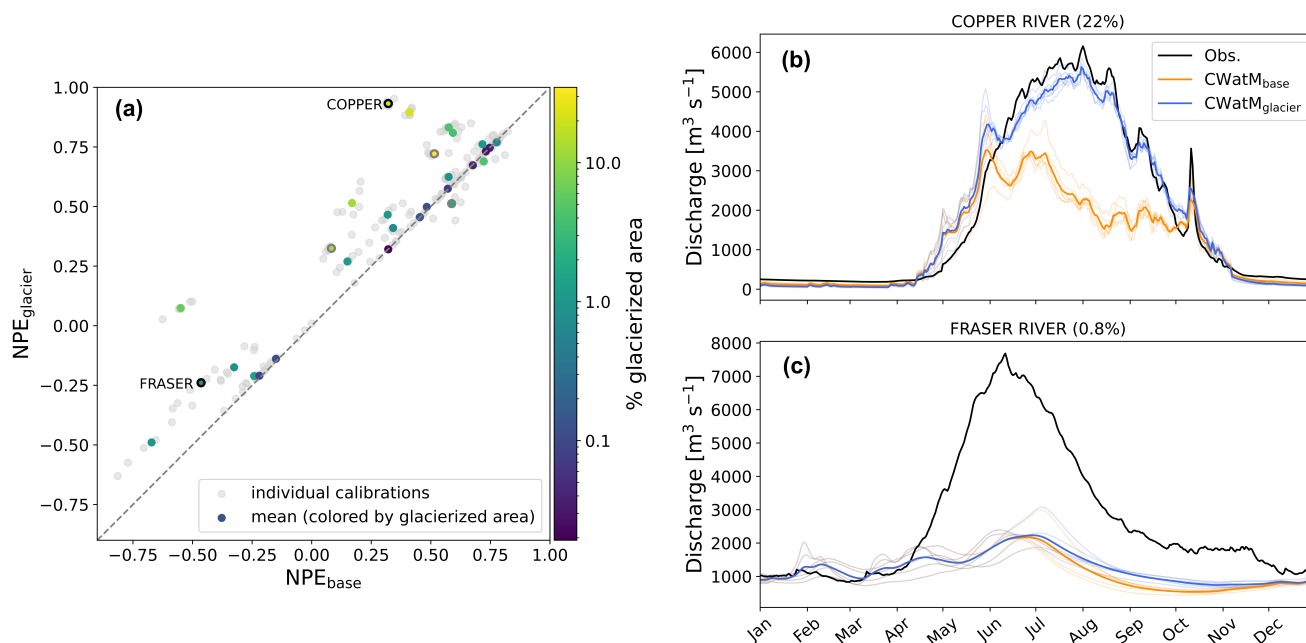 (a)
1.00
0.75
0.50
0.25
0.00
−0.25
−0.50
−0.75
NPE_glacier
COPPER
FRASER
individual calibrations
mean (colored by glacierized area)
−0.75 −0.50 −0.25 0.00 0.25 0.50 0.75 1.00
NPE_base
10.0
1.0
0.1
% glacierized area
COPPER RIVER (22%)
(b)
6000
5000
4000
3000
2000
1000
0
Discharge [m³ s⁻¹]
Obs.
CWatM_base
CWatM_glacier
FRASER RIVER (0.8%)
(c)
8000
7000
6000
5000
4000
3000
2000
1000
Discharge [m³ s⁻¹]
Jan Feb Mar Apr May Jun Jul Aug Sep Oct Nov Dec